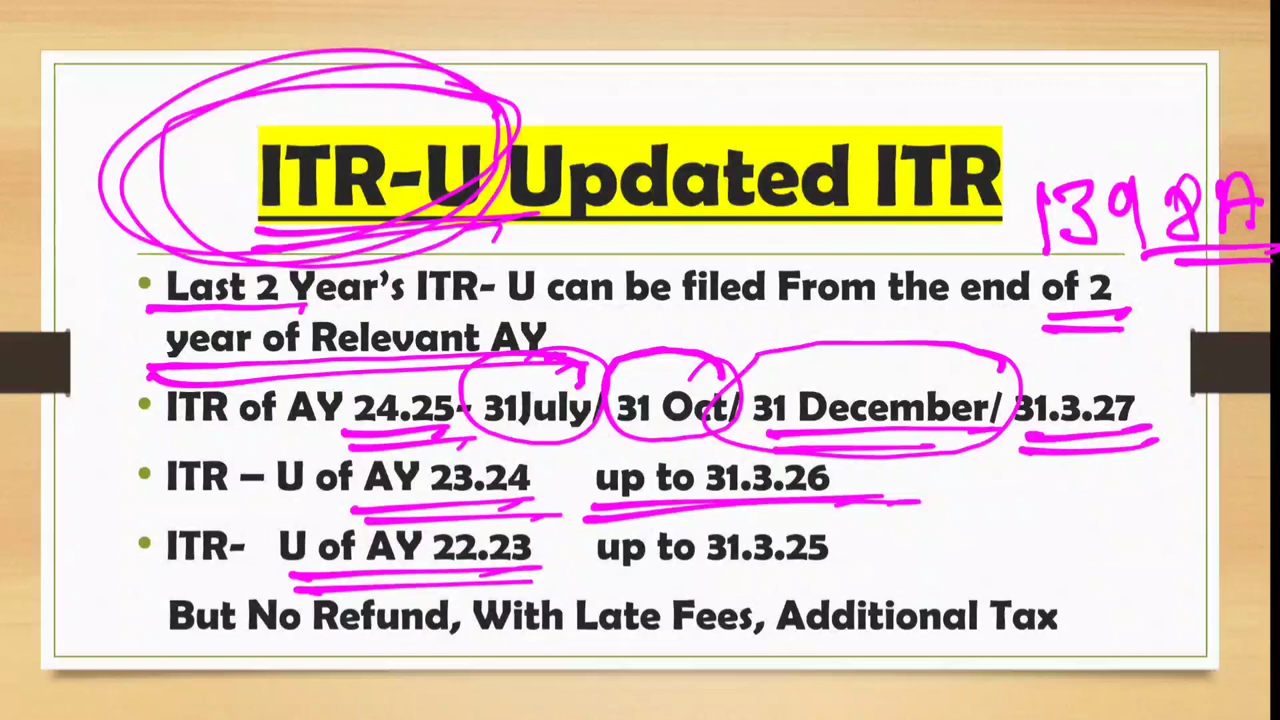 ITR-U Updated ITR
139 8A
• Last 2 Year's ITR- U can be filed From the end of 2
year of Relevant AY
• ITR of AY 24.25- 31July/ 31 Oct/ 31 December/ 31.3.27
• ITR – U of AY 23.24 up to 31.3.26
• ITR- U of AY 22.23 up to 31.3.25
But No Refund, With Late Fees, Additional Tax